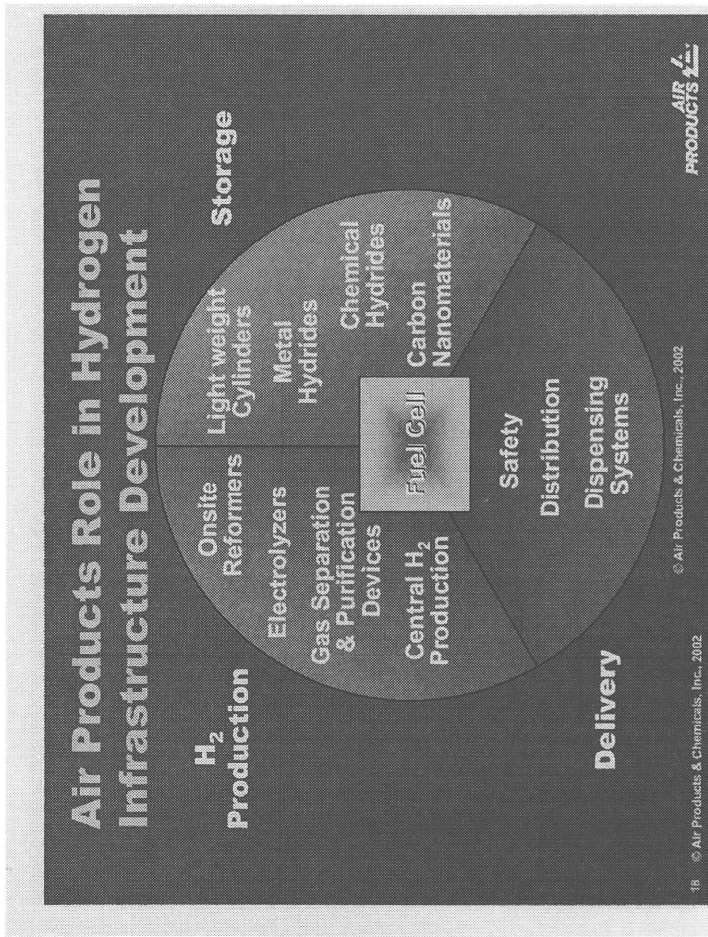 Air Products Role in Hydrogen
Infrastructure Development
H2
Production
Storage
Onsite
Reformers
Electrolyzers
Gas Separation
& Purification
Devices
Central H2
Production
Light weight
Cylinders
Metal
Hydrides
Chemical
Hydrides
Carbon
Nanomaterials
Fuel Cell
Safety
Distribution
Dispensing
Systems
Delivery
© Air Products & Chemicals, Inc., 2002
18 © Air Products & Chemicals, Inc., 2002
AIR
PRODUCTS